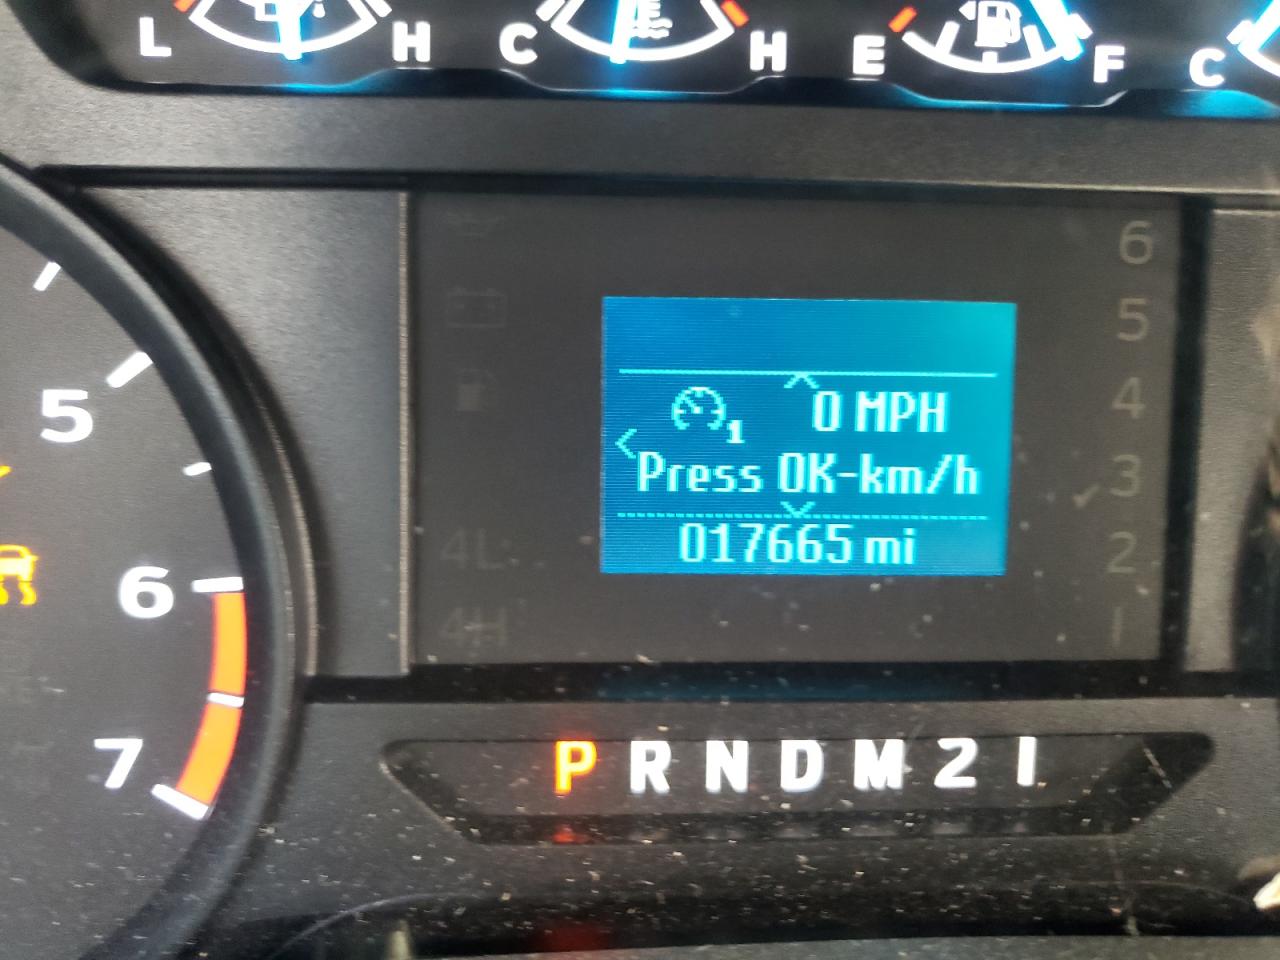 L H C H E F C
6
5
4
3
2
1
5
6
7
0 MPH
1
Press OK-km/h
017665 mi
4L
4H
P R N D M 2 1